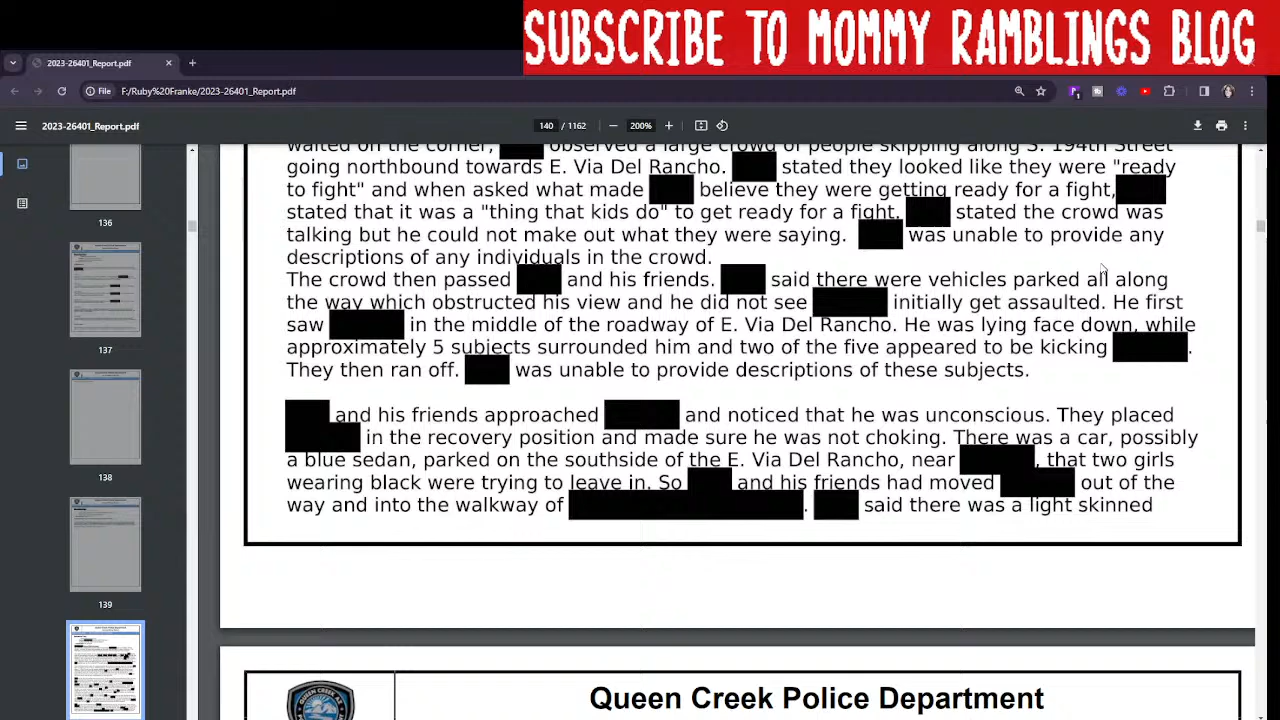 SUBSCRIBE TO MOMMY RAMBLINGS BLOG
2023-26401_Report.pdf
File F:/Ruby%20Franke/2023-26401_Report.pdf
2023-26401_Report.pdf 140 / 1162 200%
waited on the corner, observed a large crowd of people skipping along S. 194th Street
going northbound towards E. Via Del Rancho. stated they looked like they were "ready
to fight" and when asked what made believe they were getting ready for a fight,
stated that it was a "thing that kids do" to get ready for a fight. stated the crowd was
talking but he could not make out what they were saying. was unable to provide any
descriptions of any individuals in the crowd.
The crowd then passed and his friends. said there were vehicles parked all along
the way which obstructed his view and he did not see initially get assaulted. He first
saw in the middle of the roadway of E. Via Del Rancho. He was lying face down, while
approximately 5 subjects surrounded him and two of the five appeared to be kicking .
They then ran off. was unable to provide descriptions of these subjects.
and his friends approached and noticed that he was unconscious. They placed
in the recovery position and made sure he was not choking. There was a car, possibly
a blue sedan, parked on the southside of the E. Via Del Rancho, near , that two girls
wearing black were trying to leave in. So and his friends had moved out of the
way and into the walkway of . said there was a light skinned
136
137
138
139
Queen Creek Police Department
QUEEN CREEK